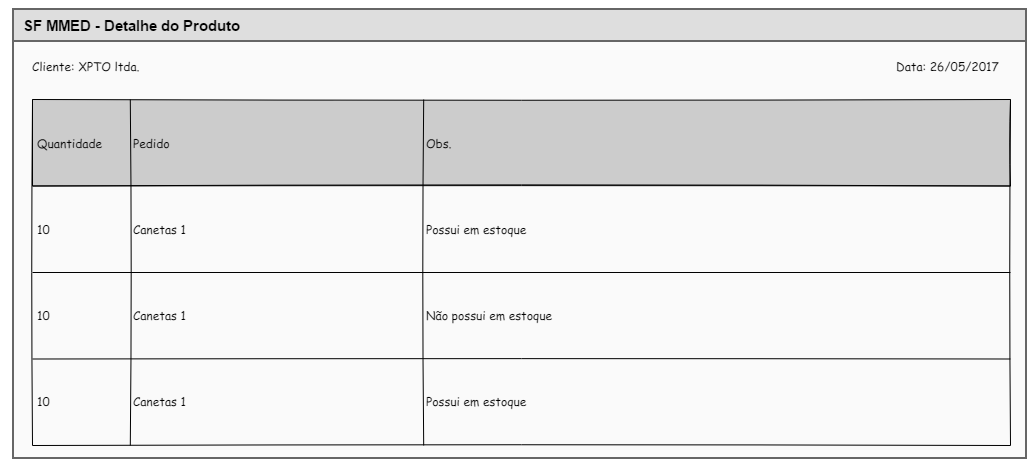 SF MMED - Detalhe do Produto
Cliente: XPTO ltda. Data: 26/05/2017
Quantidade Pedido Obs.
10 Canetas 1 Possui em estoque
10 Canetas 1 Não possui em estoque
10 Canetas 1 Possui em estoque